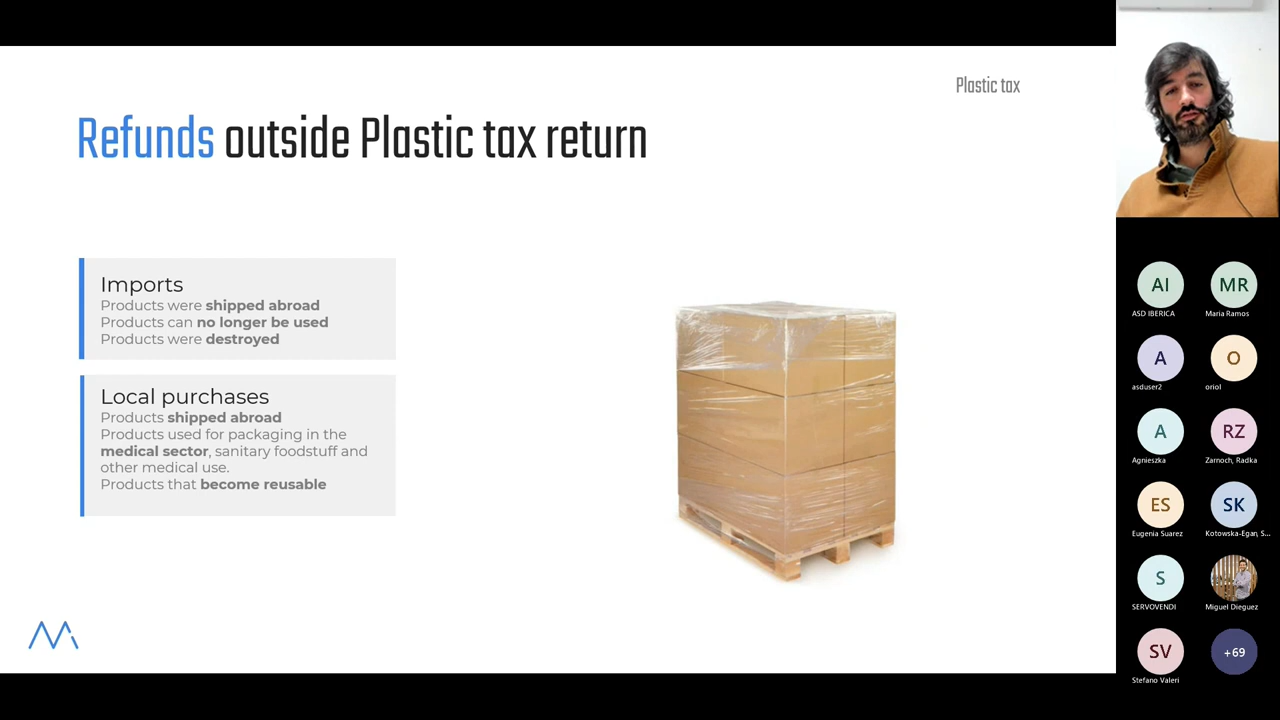 Plastic tax
Refunds outside Plastic tax return
Imports
Products were shipped abroad
Products can no longer be used
Products were destroyed
Local purchases
Products shipped abroad
Products used for packaging in the
medical sector, sanitary foodstuff and
other medical use.
Products that become reusable
AI
ASD IBERICA
MR
Maria Ramos
A
asduser2
O
oriol
A
Agnieszka
RZ
Zarnoch, Radka
ES
Eugenia Suarez
SK
Kotowska-Egan, S...
S
SERVOVENDI
Miguel Dieguez
SV
Stefano Valeri
+69